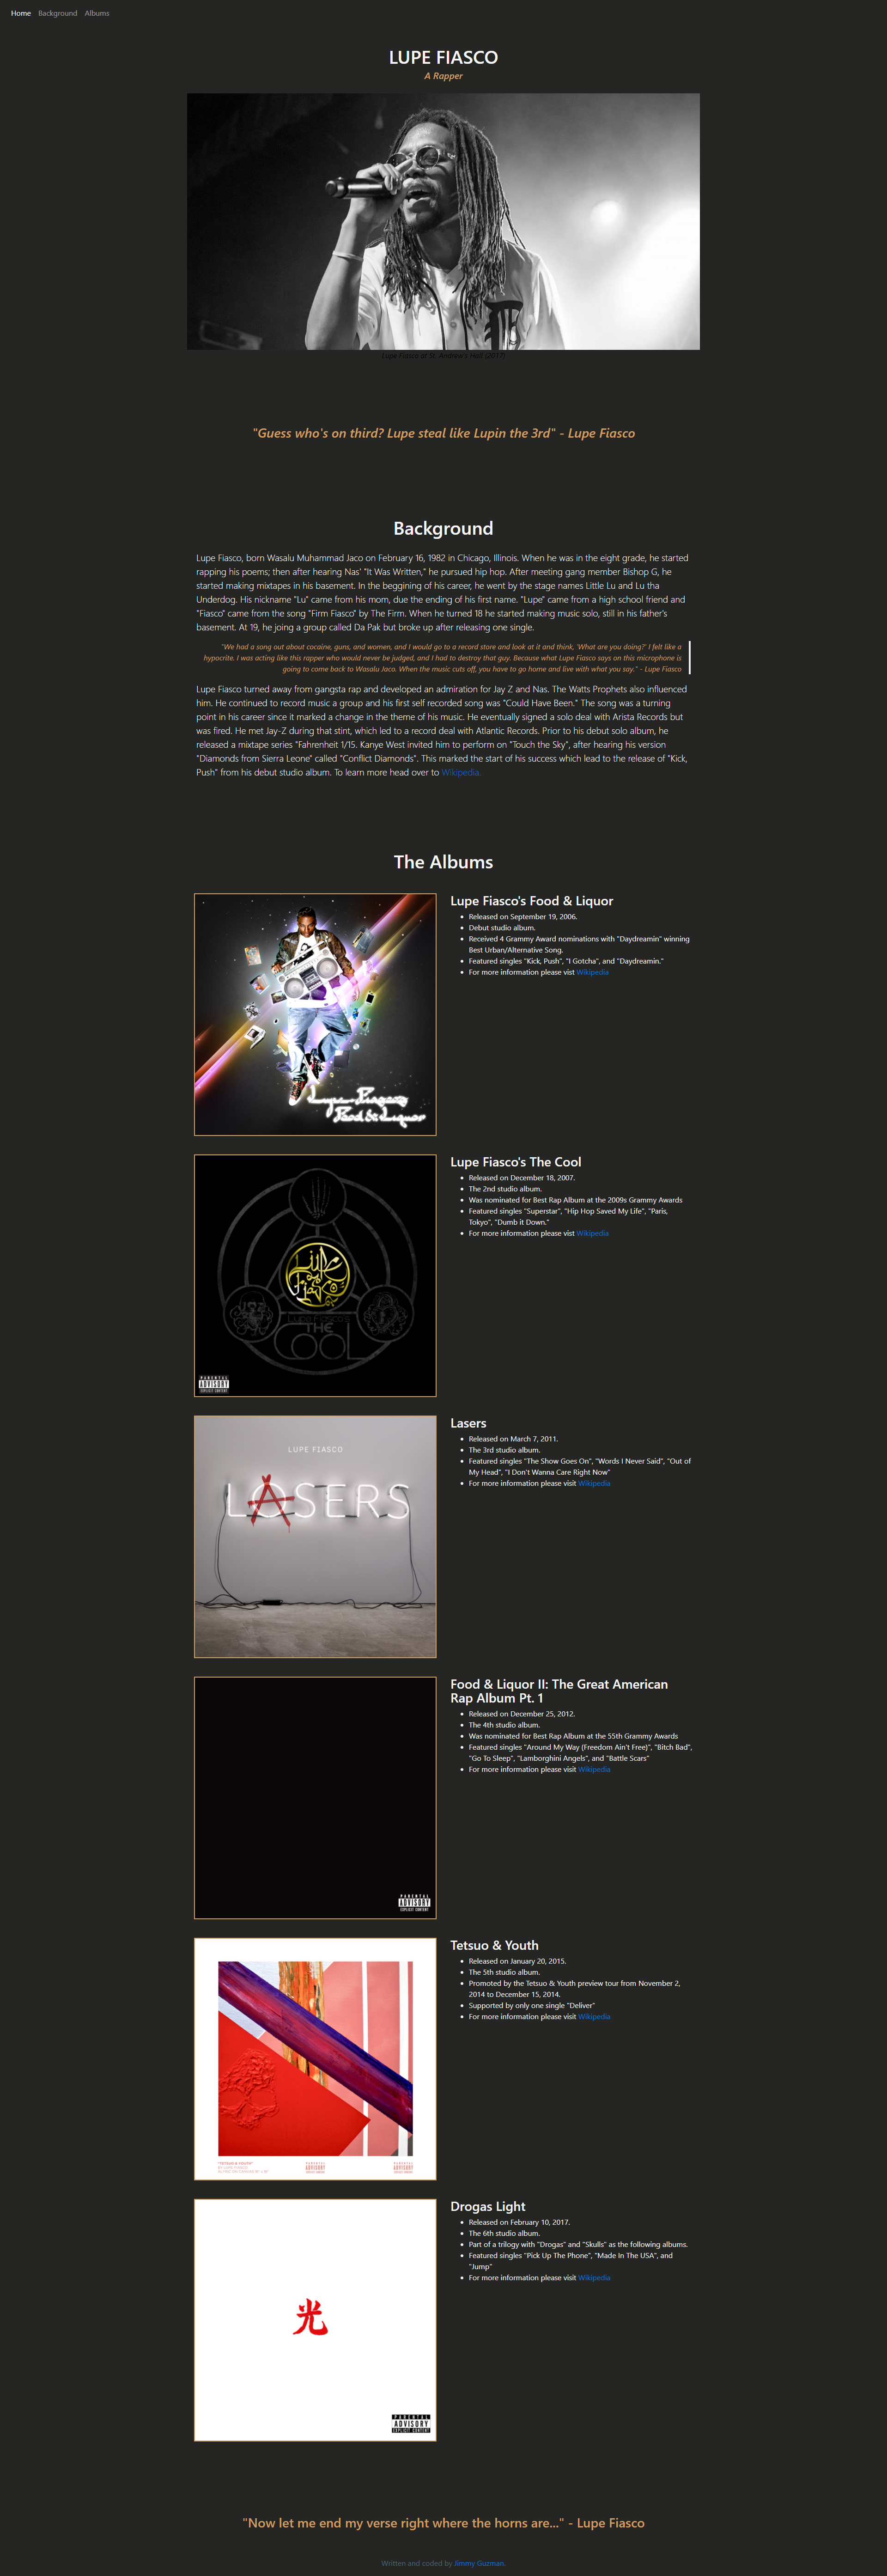 Home Background Albums
LUPE FIASCO
A Rapper
Lupe Fiasco at St. Andrew's Hall (2017)
"Guess who's on third? Lupe steal like Lupin the 3rd" - Lupe Fiasco
Background
Lupe Fiasco, born Wasalu Muhammad Jaco on February 16, 1982 in Chicago, Illinois. When he was in the eight grade, he started
rapping his poems; then after hearing Nas' "It Was Written," he pursued hip hop. After meeting gang member Bishop G, he
started making mixtapes in his basement. In the beggining of his career, he went by the stage names Little Lu and Lu tha
Underdog. His nickname "Lu" came from his mom, due the ending of his first name. "Lupe" came from a high school friend and
"Fiasco" came from the song "Firm Fiasco" by The Firm. When he turned 18 he started making music solo, still in his father's
basement. At 19, he joing a group called Da Pak but broke up after releasing one single.
"We had a song out about cocaine, guns, and women, and I would go to a record store and look at it and think, 'What are you doing?' I felt like a
hypocrite. I was acting like this rapper who would never be judged, and I had to destroy that guy. Because what Lupe Fiasco says on this microphone is
going to come back to Wasalu Jaco. When the music cuts off, you have to go home and live with what you say." - Lupe Fiasco
Lupe Fiasco turned away from gangsta rap and developed an admiration for Jay Z and Nas. The Watts Prophets also influenced
him. He continued to record music a group and his first self recorded song was "Could Have Been." The song was a turning
point in his career since it marked a change in the theme of his music. He eventually signed a solo deal with Arista Records but
was fired. He met Jay-Z during that stint, which led to a record deal with Atlantic Records. Prior to his debut solo album, he
released a mixtape series "Fahrenheit 1/15. Kanye West invited him to perform on "Touch the Sky", after hearing his version
"Diamonds from Sierra Leone" called "Conflict Diamonds". This marked the start of his success which lead to the release of "Kick,
Push" from his debut studio album. To learn more head over to Wikipedia.
The Albums
Lupe Fiasco's Food & Liquor
Released on September 19, 2006.
Debut studio album.
Received 4 Grammy Award nominations with "Daydreamin" winning
Best Urban/Alternative Song.
Featured singles "Kick, Push", "I Gotcha", and "Daydreamin."
For more information please vist Wikipedia
Lupe Fiasco's The Cool
Released on December 18, 2007.
The 2nd studio album.
Was nominated for Best Rap Album at the 2009s Grammy Awards
Featured singles "Superstar", "Hip Hop Saved My Life", "Paris,
Tokyo", "Dumb it Down."
For more information please vist Wikipedia
Lupe Fiasco's
THE
COOL
PARENTAL
ADVISORY
EXPLICIT CONTENT
LUPE FIASCO
LASERS
Lasers
Released on March 7, 2011.
The 3rd studio album.
Featured singles "The Show Goes On", "Words I Never Said", "Out of
My Head", "I Don't Wanna Care Right Now"
For more information please visit Wikipedia
Food & Liquor II: The Great American
Rap Album Pt. 1
Released on December 25, 2012.
The 4th studio album.
Was nominated for Best Rap Album at the 55th Grammy Awards
Featured singles "Around My Way (Freedom Ain't Free)", "Bitch Bad",
"Go To Sleep", "Lamborghini Angels", and "Battle Scars"
For more information please visit Wikipedia
PARENTAL
ADVISORY
EXPLICIT CONTENT
Tetsuo & Youth
Released on January 20, 2015.
The 5th studio album.
Promoted by the Tetsuo & Youth preview tour from November 2,
2014 to December 15, 2014.
Supported by only one single "Deliver"
For more information please visit Wikipedia
"TETSUO & YOUTH"
BY LUPE FIASCO
PARENTAL
ADVISORY
PARENTAL
ADVISORY
Drogas Light
Released on February 10, 2017.
The 6th studio album.
Part of a trilogy with "Drogas" and "Skulls" as the following albums.
Featured singles "Pick Up The Phone", "Made In The USA", and
"Jump"
For more information please visit Wikipedia
光
PARENTAL
ADVISORY
EXPLICIT CONTENT
"Now let me end my verse right where the horns are..." - Lupe Fiasco
Written and coded by Jimmy Guzman.